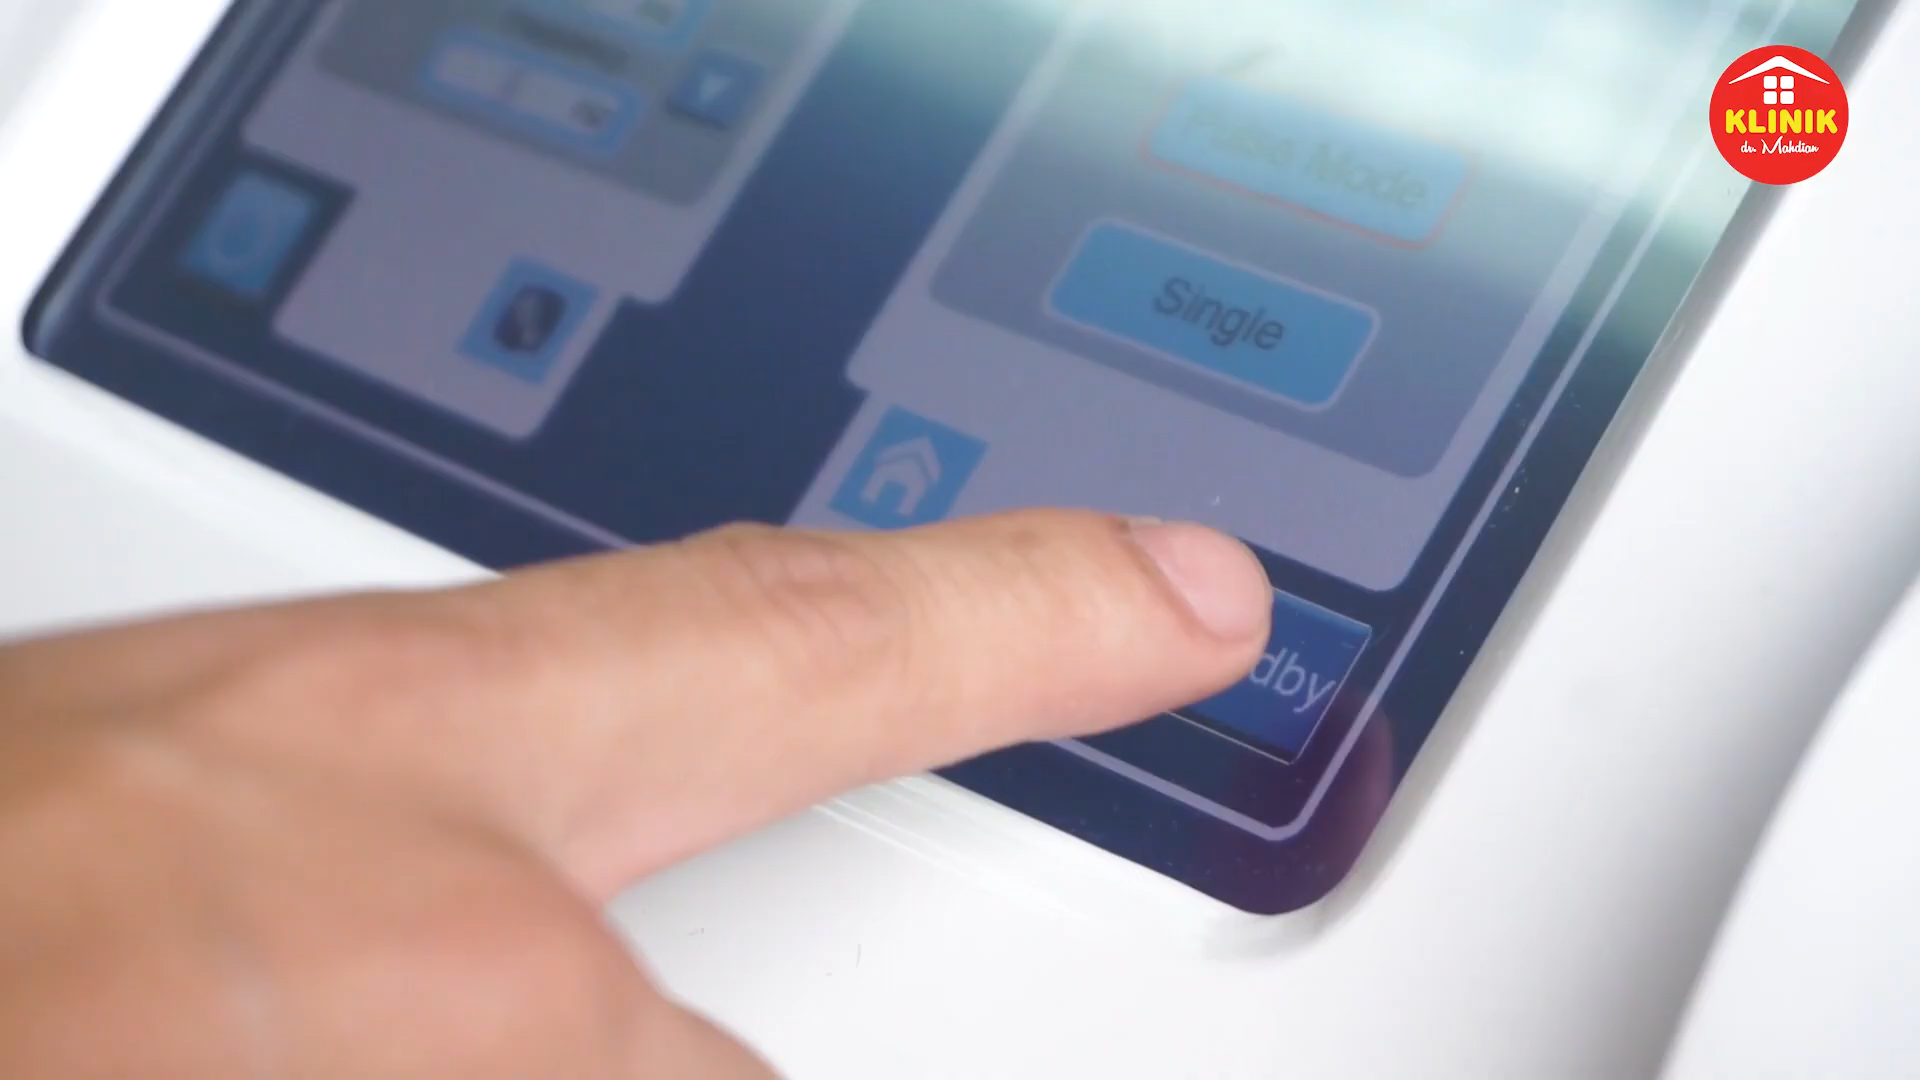 Pulse Mode
Single
dby
KLINIK
dr. Mahdian